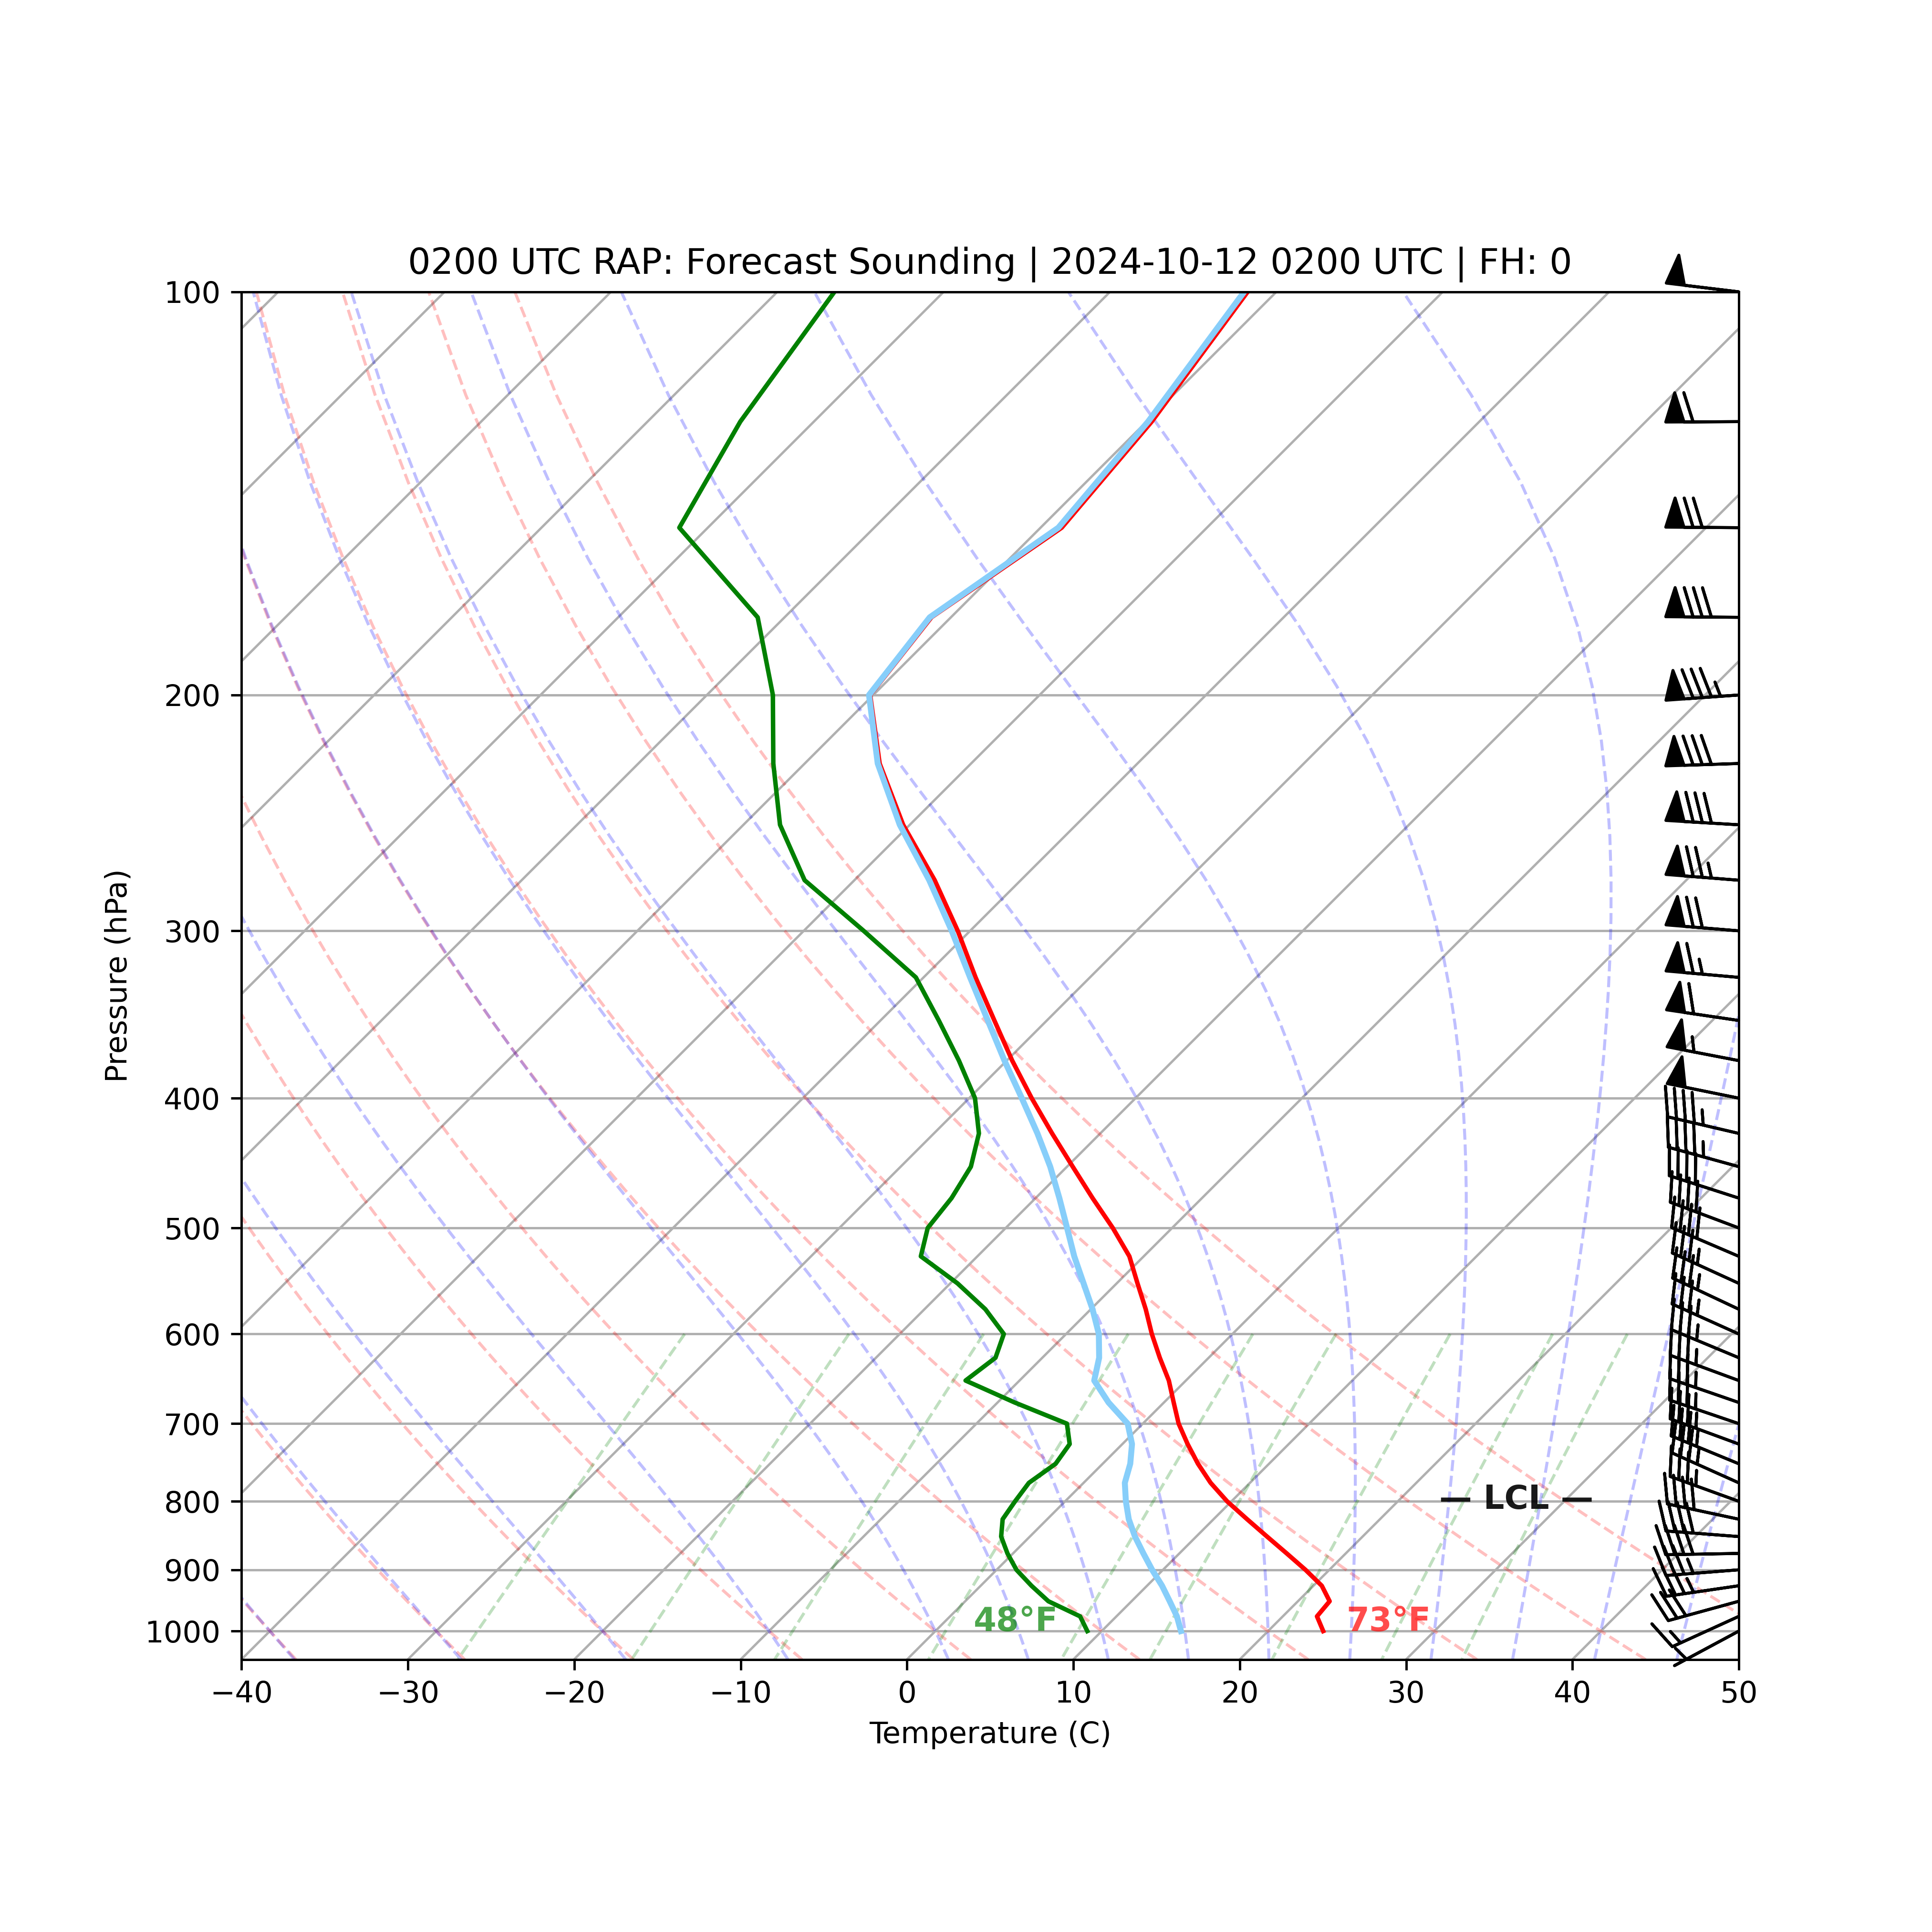 0200 UTC RAP: Forecast Sounding | 2024-10-12 0200 UTC | FH: 0
100
200
300
400
500
600
700
800
900
1000
Pressure (hPa)
LCL
48°F
73°F
−40 −30 −20 −10 0 10 20 30 40 50
Temperature (C)